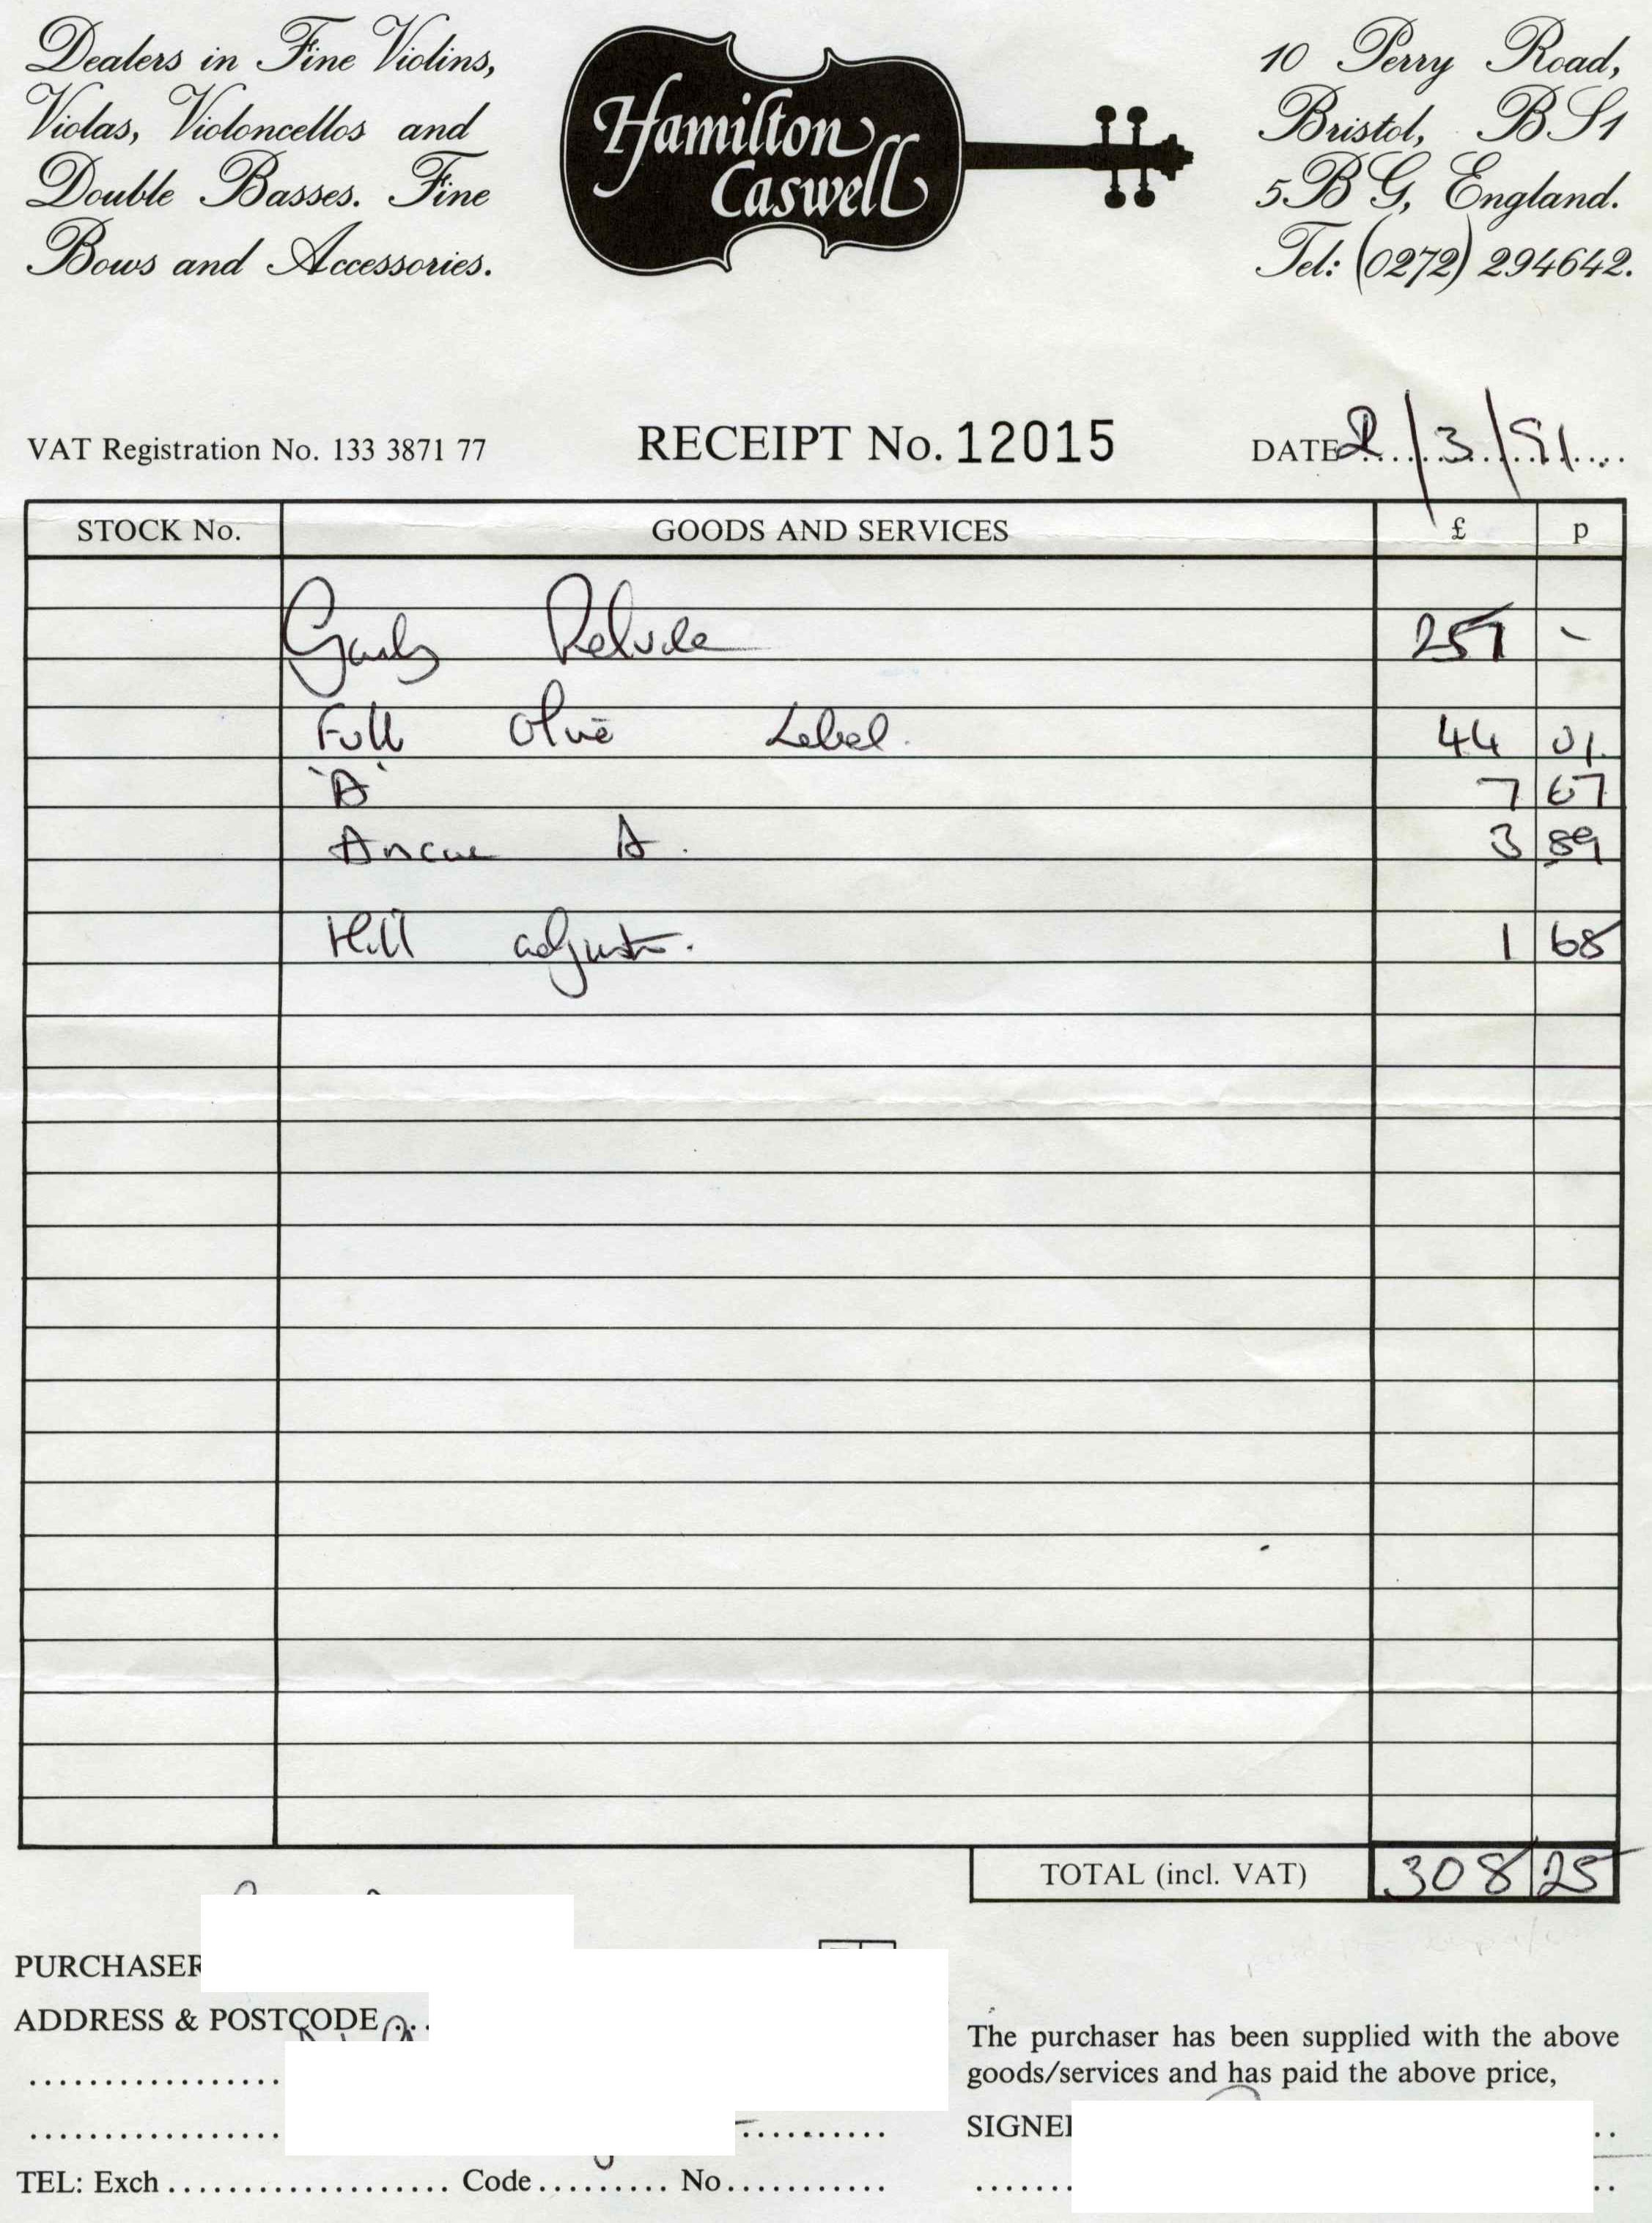 Dealers in Fine Violins,
Violas, Violoncellos and
Double Basses. Fine
Bows and Accessories.
Hamilton
Caswell
10 Perry Road,
Bristol, BS1
5BG, England.
Tel: (0272) 294642.
VAT Registration No. 133 3871 77
RECEIPT No. 12015
DATE 2/3/91
STOCK No. GOODS AND SERVICES £ p
251 -
Full Olive Label. 44 01
'A' 7 67
A. 3 89
Hill adjuster. 1 68
TOTAL (incl. VAT) 308 25
PURCHASER
ADDRESS & POSTCODE
The purchaser has been supplied with the above
goods/services and has paid the above price,
TEL: Exch .................... Code ......... No ...........